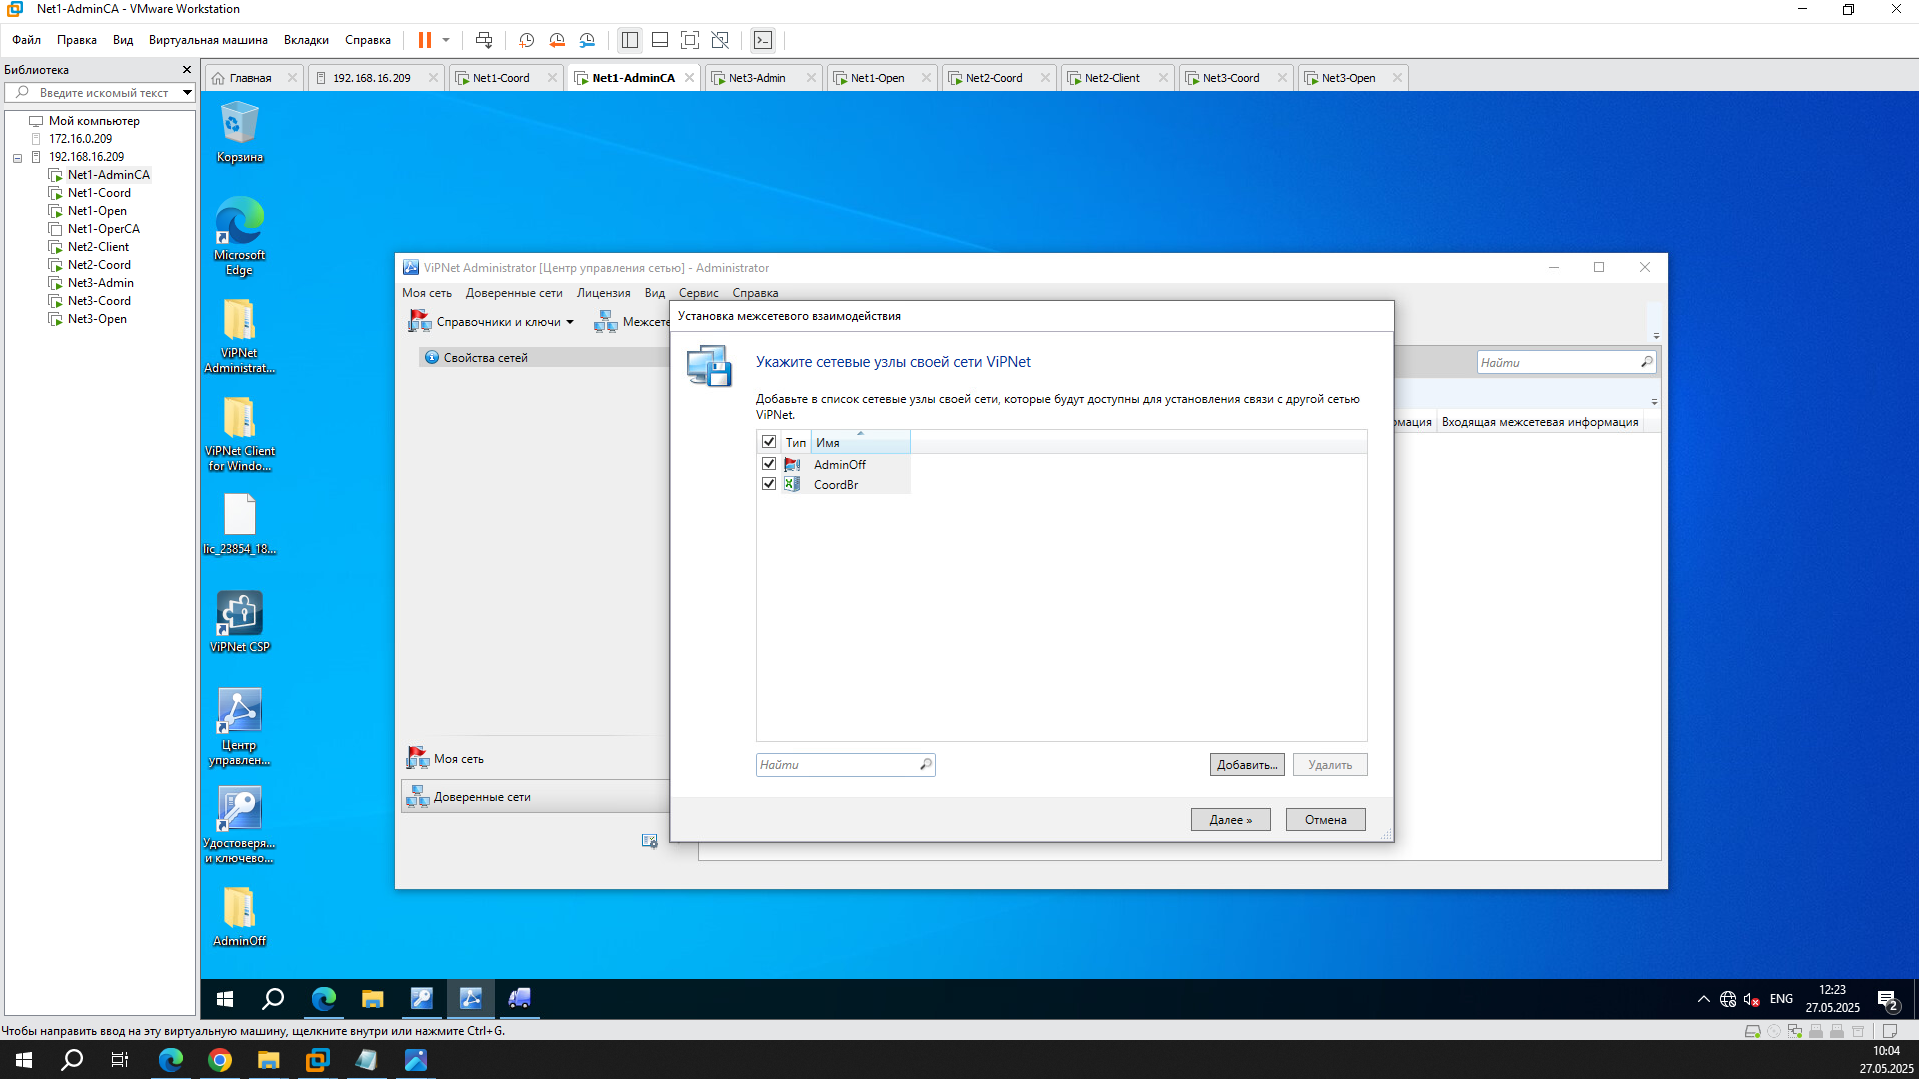 Net1-AdminCA - VMware Workstation
Файл Правка Вид Виртуальная машина Вкладки Справка
Библиотека
Введите искомый текст
Мой компьютер
172.16.0.209
192.168.16.209
Net1-AdminCA
Net1-Coord
Net1-Open
Net1-OperCA
Net2-Client
Net2-Coord
Net3-Admin
Net3-Coord
Net3-Open
Главная 192.168.16.209 Net1-Coord Net1-AdminCA Net3-Admin Net1-Open Net2-Coord Net2-Client Net3-Coord Net3-Open
Корзина
Microsoft
Edge
ViPNet
Administrat...
ViPNet Client
for Windo...
lic_23854_18...
ViPNet CSP
Центр
управлен...
Удостоверя...
и ключево...
AdminOff
ViPNet Administrator [Центр управления сетью] - Administrator
Моя сеть Доверенные сети Лицензия Вид Сервис Справка
Справочники и ключи Межсете
Свойства сетей
Найти
рмация Входящая межсетевая информация
Моя сеть
Доверенные сети
Установка межсетевого взаимодействия
Укажите сетевые узлы своей сети ViPNet
Добавьте в список сетевые узлы своей сети, которые будут доступны для установления связи с другой сетью
ViPNet.
Тип Имя
AdminOff
CoordBr
Найти
Добавить... Удалить
Далее » Отмена
ENG
12:23
27.05.2025
2
Чтобы направить ввод на эту виртуальную машину, щелкните внутри или нажмите Ctrl+G.
10:04
27.05.2025